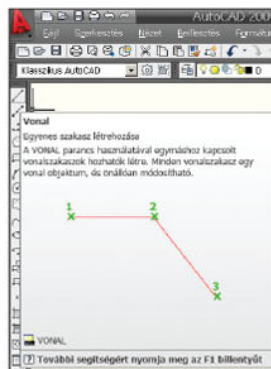 AutoCAD 200
Fájl Szerkesztés Nézet Beillesztés Formátu
Klasszikus AutoCAD 0
Vonal
Egyenes szakasz létrehozása
A VONAL parancs használatával egymáshoz kapcsolt
vonalszakaszok hozhatók létre. Minden vonalszakasz egy
vonal objektum, és önállóan módosítható.
1 2
3
VONAL
További segítségért nyomja meg az F1 billentyűt